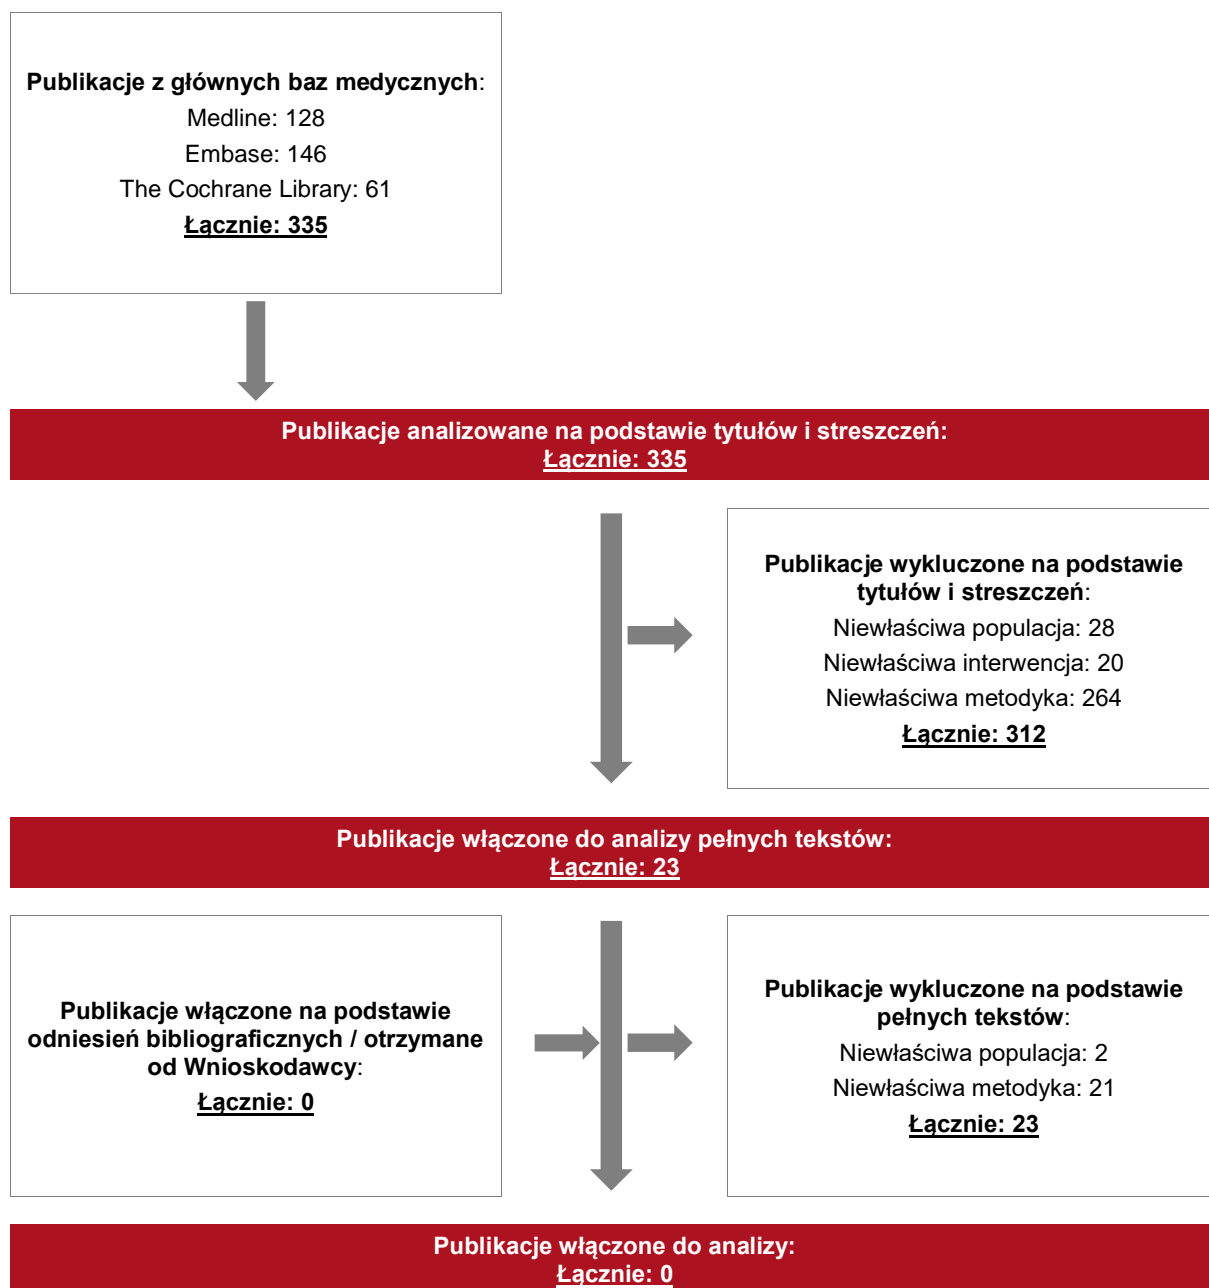 Publikacje z głównych baz medycznych:
Medline: 128
Embase: 146
The Cochrane Library: 61
Łącznie: 335
Publikacje analizowane na podstawie tytułów i streszczeń:
Łącznie: 335
Publikacje wykluczone na podstawie
tytułów i streszczeń:
Niewłaściwa populacja: 28
Niewłaściwa interwencja: 20
Niewłaściwa metodyka: 264
Łącznie: 312
Publikacje włączone do analizy pełnych tekstów:
Łącznie: 23
Publikacje włączone na podstawie
odniesień bibliograficznych / otrzymane
od Wnioskodawcy:
Łącznie: 0
Publikacje wykluczone na podstawie
pełnych tekstów:
Niewłaściwa populacja: 2
Niewłaściwa metodyka: 21
Łącznie: 23
Publikacje włączone do analizy:
Łącznie: 0